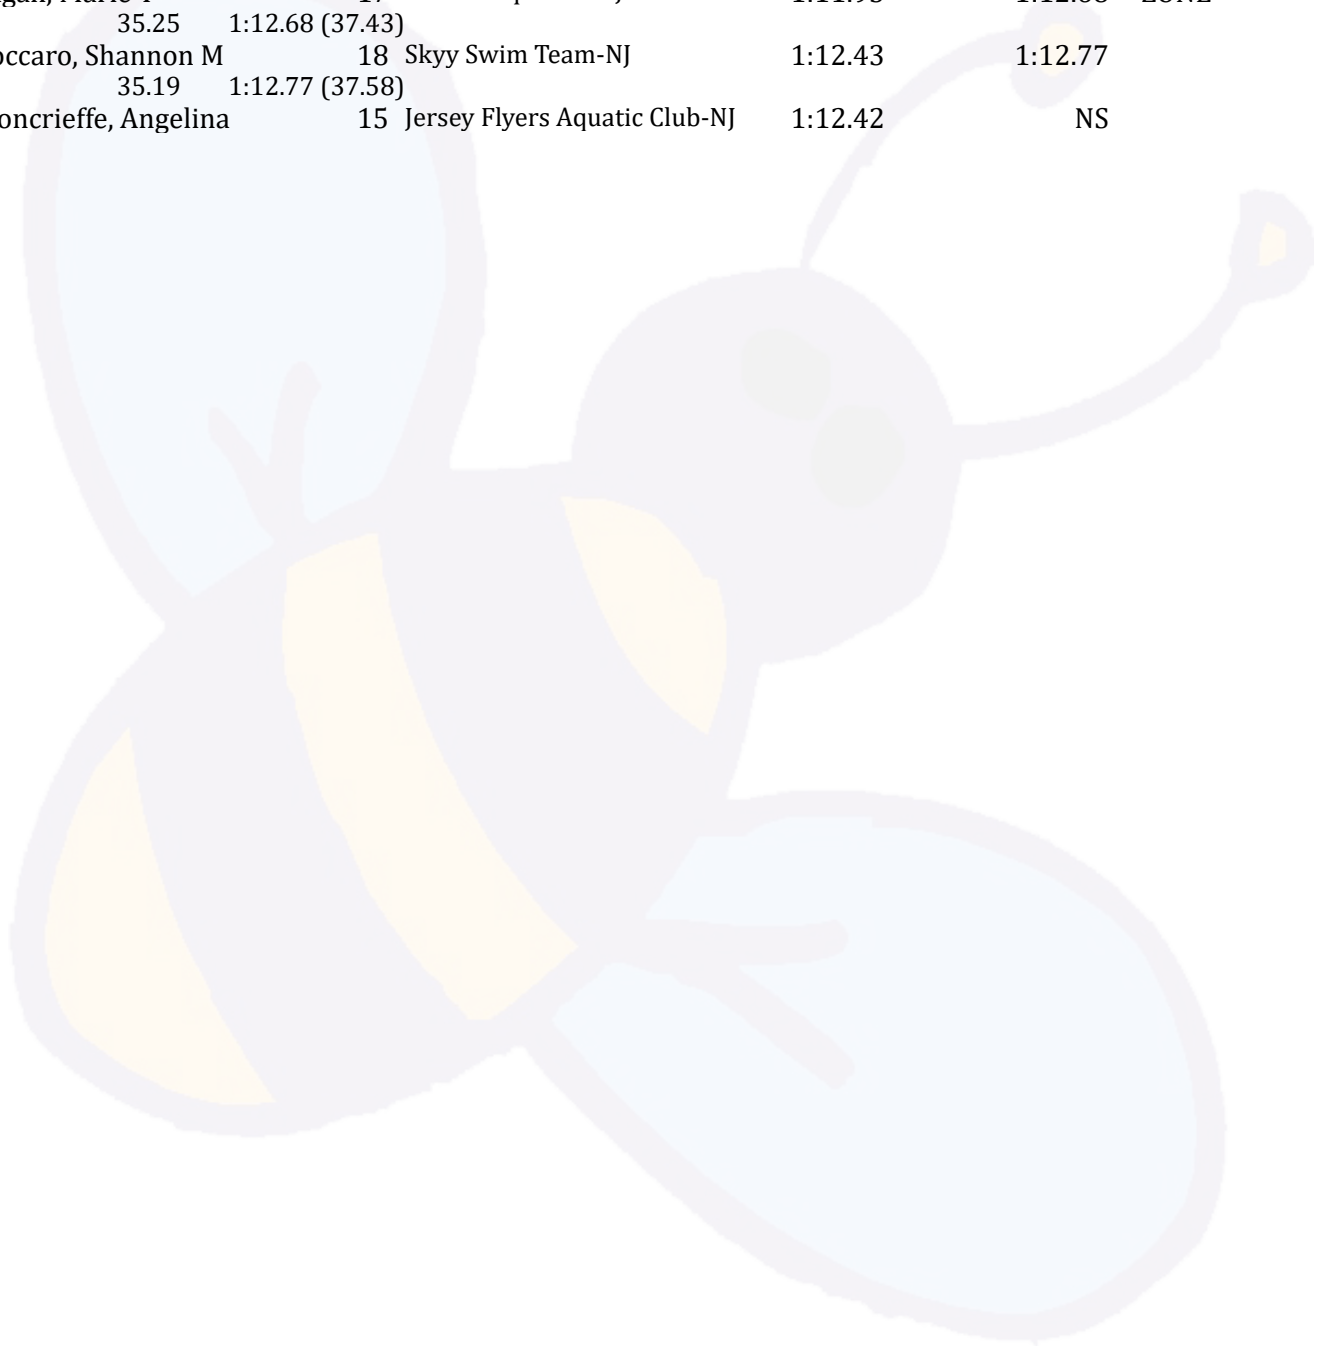 35.25 1:12.68 (37.43)
occaro, Shannon M 18 Skyy Swim Team-NJ 1:12.43 1:12.77
35.19 1:12.77 (37.58)
oncrieffe, Angelina 15 Jersey Flyers Aquatic Club-NJ 1:12.42 NS